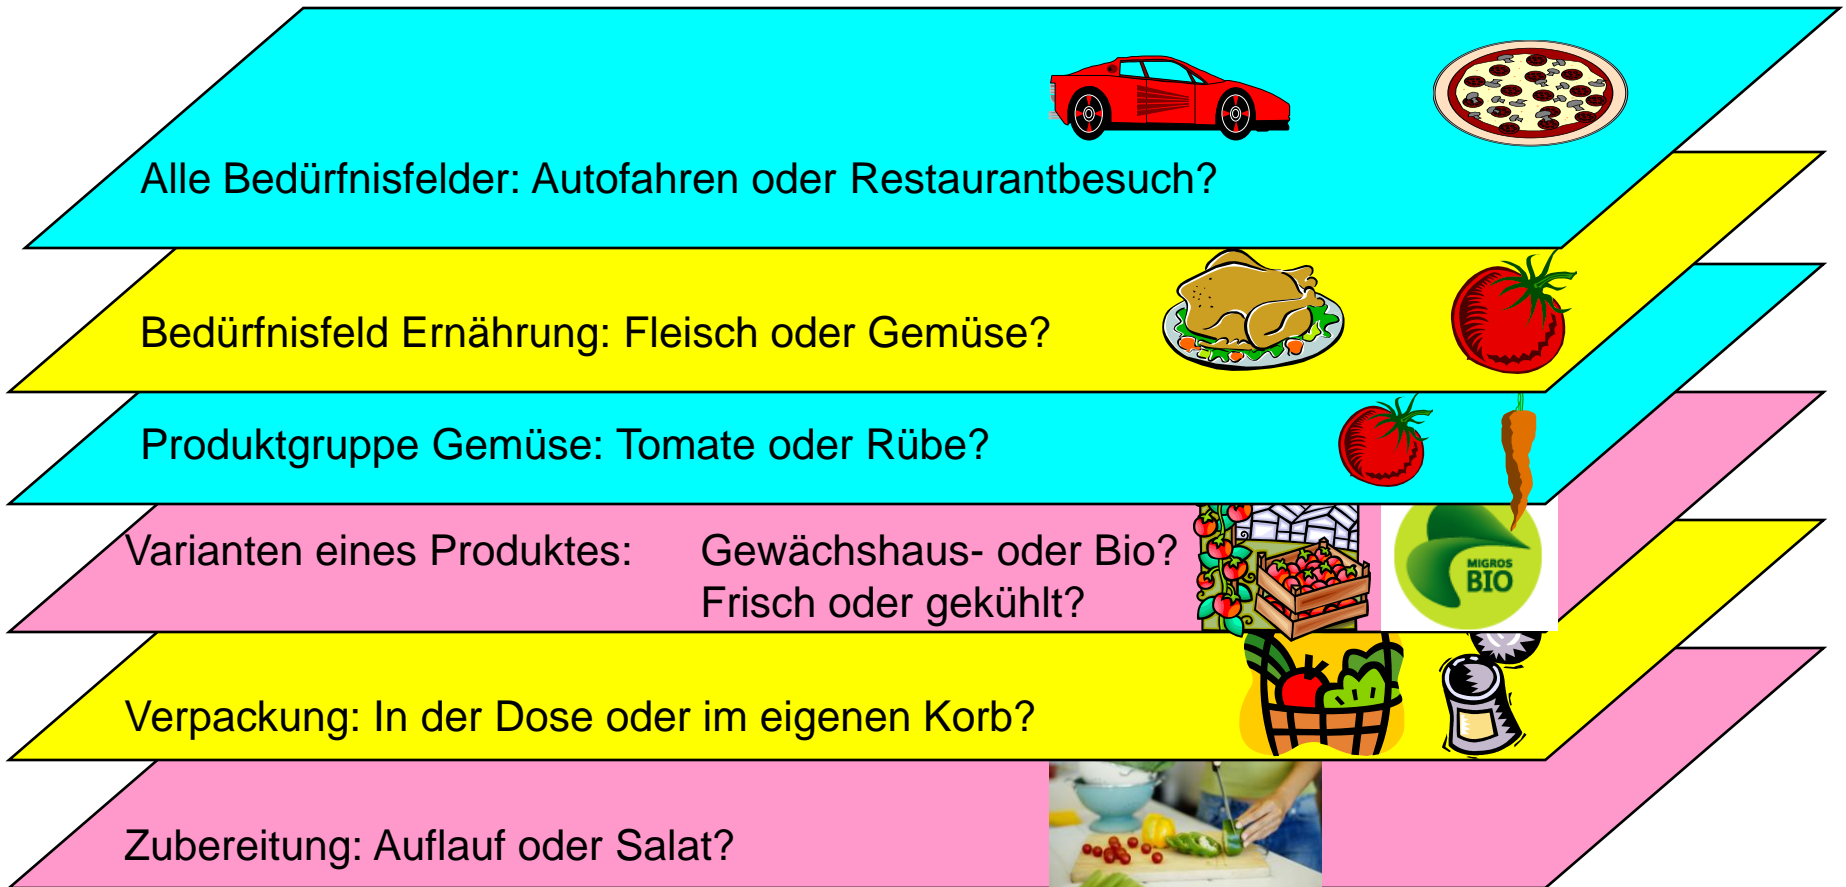 Alle Bedürfnisfelder: Autofahren oder Restaurantbesuch?
Bedürfnisfeld Ernährung: Fleisch oder Gemüse?
Produktgruppe Gemüse: Tomate oder Rübe?
Varianten eines Produktes: Gewächshaus- oder Bio?
Frisch oder gekühlt?
MIGROS
BIO
Verpackung: In der Dose oder im eigenen Korb?
Zubereitung: Auflauf oder Salat?